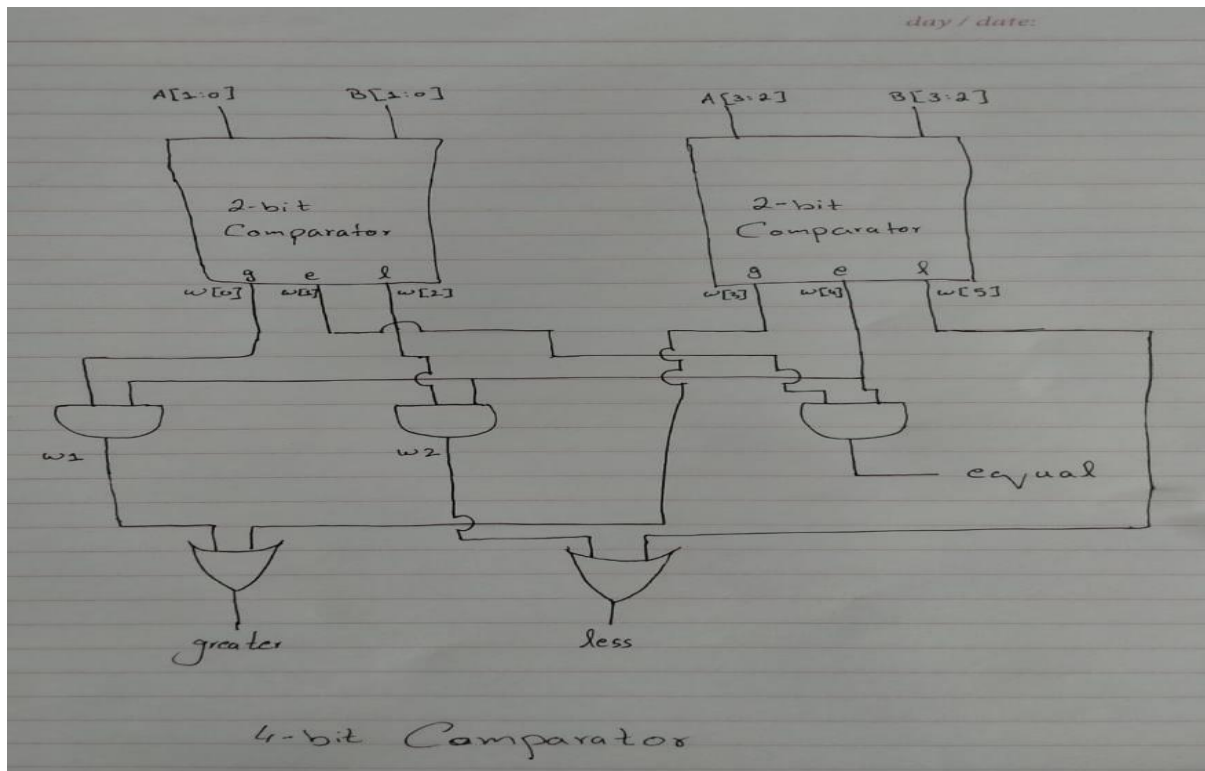 day / date:
A[1:0] B[1:0] A[3:2] B[3:2]
2-bit
Comparator
2-bit
Comparator
g e l
w[0] w[1] w[2]
g e l
w[3] w[4] w[5]
w1
w2
equal
greater
less
4-bit Comparator